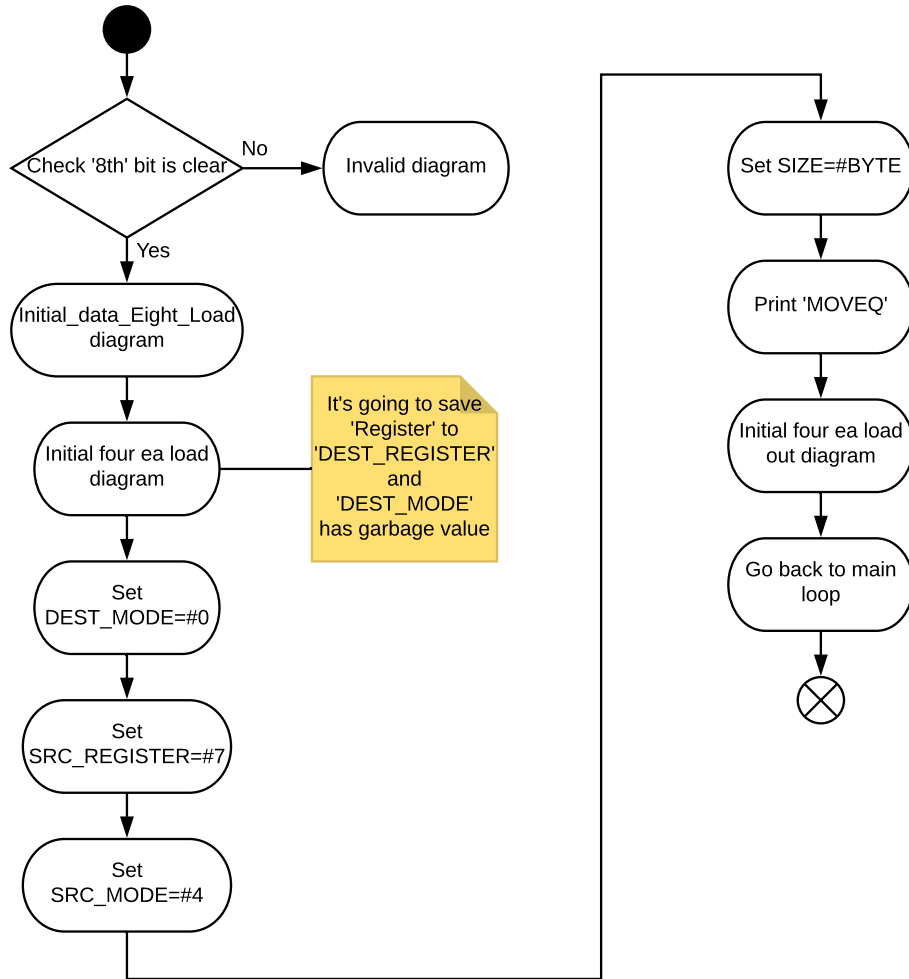 Check '8th' bit is clear
No
Invalid diagram
Yes
Initial_data_Eight_Load
diagram
Initial four ea load
diagram
It's going to save
'Register' to
'DEST_REGISTER'
and
'DEST_MODE'
has garbage value
Set
DEST_MODE=#0
Set
SRC_REGISTER=#7
Set
SRC_MODE=#4
Set SIZE=#BYTE
Print 'MOVEQ'
Initial four ea load
out diagram
Go back to main
loop